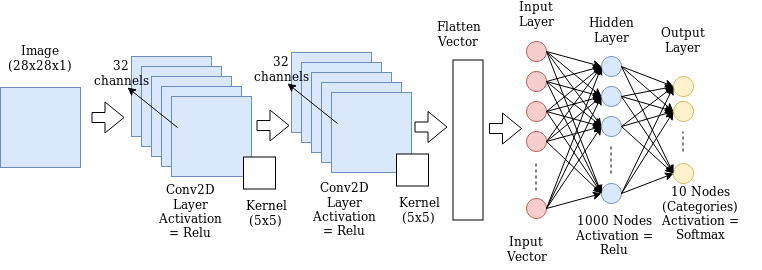 Image
(28x28x1)
32
channels
Conv2D
Layer
Activation
= Relu
Kernel
(5x5)
32
channels
Conv2D
Layer
Activation
= Relu
Kernel
(5x5)
Flatten
Vector
Input
Layer
Input
Vector
Hidden
Layer
1000 Nodes
Activation =
Relu
Output
Layer
10 Nodes
(Categories)
Activation =
Softmax